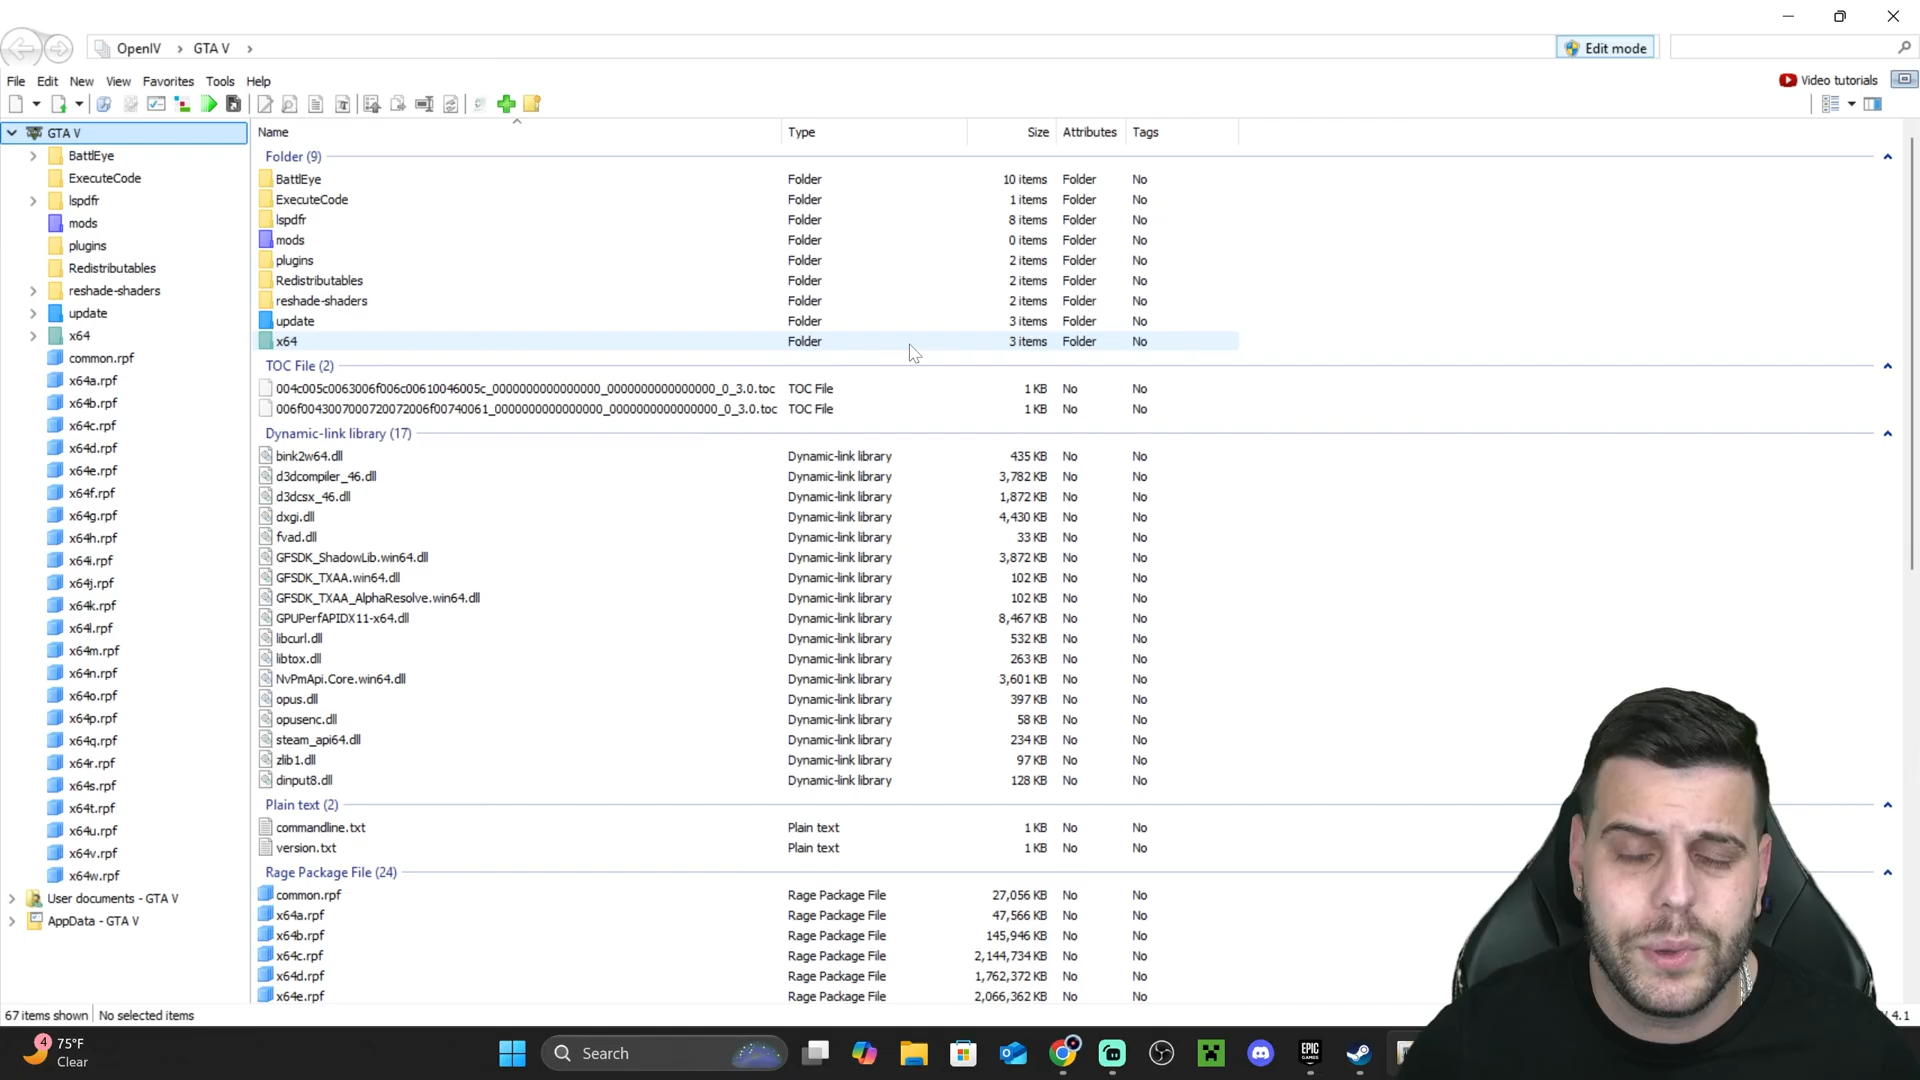 OpenIV > GTA V >
Edit mode
File Edit New View Favorites Tools Help
Video tutorials
GTA V
BattlEye
ExecuteCode
lspdfr
mods
plugins
Redistributables
reshade-shaders
update
x64
common.rpf
x64a.rpf
x64b.rpf
x64c.rpf
x64d.rpf
x64e.rpf
x64f.rpf
x64g.rpf
x64h.rpf
x64i.rpf
x64j.rpf
x64k.rpf
x64l.rpf
x64m.rpf
x64n.rpf
x64o.rpf
x64p.rpf
x64q.rpf
x64r.rpf
x64s.rpf
x64t.rpf
x64u.rpf
x64v.rpf
x64w.rpf
User documents - GTA V
AppData - GTA V
Name Type Size Attributes Tags
Folder (9)
BattlEye Folder 10 items Folder No
ExecuteCode Folder 1 items Folder No
lspdfr Folder 8 items Folder No
mods Folder 0 items Folder No
plugins Folder 2 items Folder No
Redistributables Folder 2 items Folder No
reshade-shaders Folder 2 items Folder No
update Folder 3 items Folder No
x64 Folder 3 items Folder No
TOC File (2)
004c005c0063006f006c00610046005c_0000000000000000_0000000000000000_0_3.0.toc TOC File 1 KB No No
006f0043007000720072006f00740061_0000000000000000_0000000000000000_0_3.0.toc TOC File 1 KB No No
Dynamic-link library (17)
bink2w64.dll Dynamic-link library 435 KB No No
d3dcompiler_46.dll Dynamic-link library 3,782 KB No No
d3dcsx_46.dll Dynamic-link library 1,872 KB No No
dxgi.dll Dynamic-link library 4,430 KB No No
fvad.dll Dynamic-link library 33 KB No No
GFSDK_ShadowLib.win64.dll Dynamic-link library 3,872 KB No No
GFSDK_TXAA.win64.dll Dynamic-link library 102 KB No No
GFSDK_TXAA_AlphaResolve.win64.dll Dynamic-link library 102 KB No No
GPUPerfAPIDX11-x64.dll Dynamic-link library 8,467 KB No No
libcurl.dll Dynamic-link library 532 KB No No
libtox.dll Dynamic-link library 263 KB No No
NvPmApi.Core.win64.dll Dynamic-link library 3,601 KB No No
opus.dll Dynamic-link library 397 KB No No
opusenc.dll Dynamic-link library 58 KB No No
steam_api64.dll Dynamic-link library 234 KB No No
zlib1.dll Dynamic-link library 97 KB No No
dinput8.dll Dynamic-link library 128 KB No No
Plain text (2)
commandline.txt Plain text 1 KB No No
version.txt Plain text 1 KB No No
Rage Package File (24)
common.rpf Rage Package File 27,056 KB No No
x64a.rpf Rage Package File 47,566 KB No No
x64b.rpf Rage Package File 145,946 KB No No
x64c.rpf Rage Package File 2,144,734 KB No No
x64d.rpf Rage Package File 1,762,372 KB No No
x64e.rpf Rage Package File 2,066,362 KB No No
67 items shown No selected items
4.1
4
75°F
Clear
Search
EPIC
GAMES